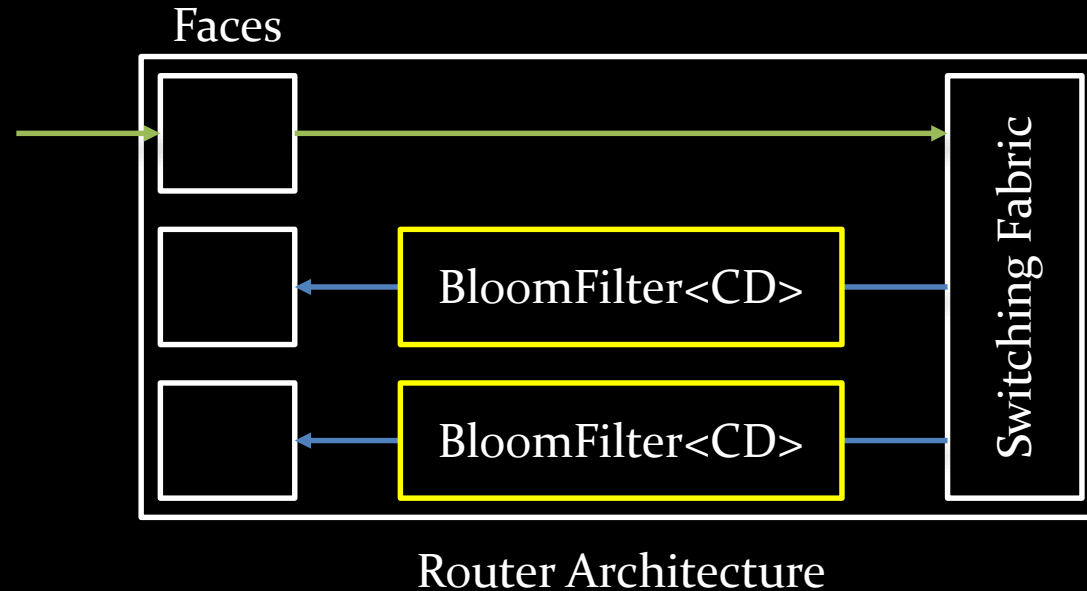 Faces
BloomFilter<CD>
BloomFilter<CD>
Switching Fabric
Router Architecture